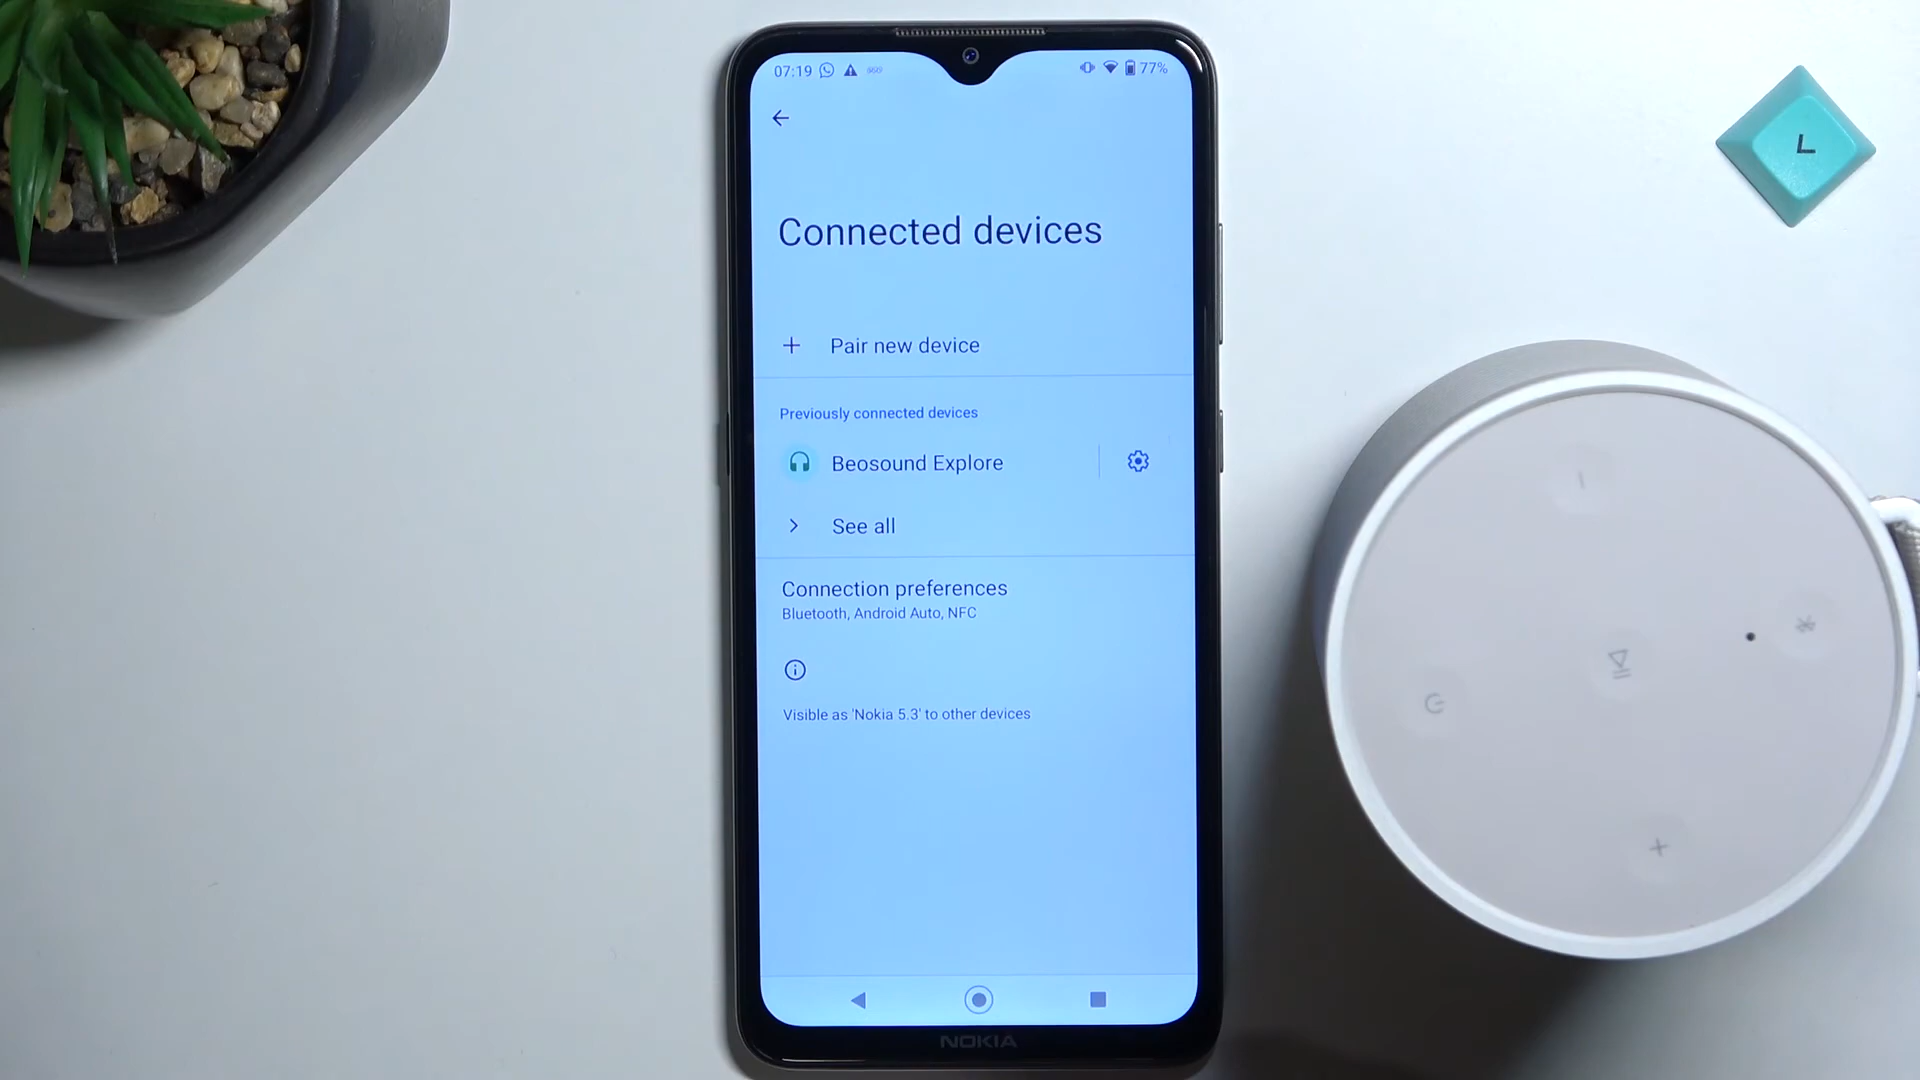 07:19 77%
Connected devices
Pair new device
Previously connected devices
Beosound Explore
See all
Connection preferences
Bluetooth, Android Auto, NFC
Visible as 'Nokia 5.3' to other devices
NOKIA
L